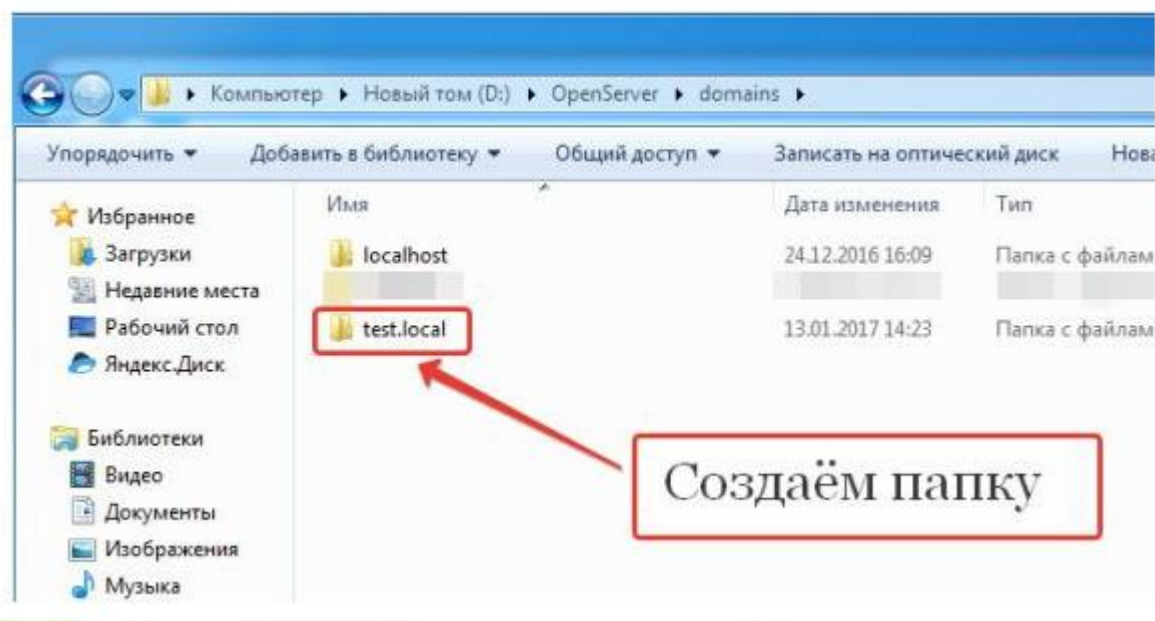 Компьютер Новый том (D:) OpenServer domains
Упорядочить Добавить в библиотеку Общий доступ Записать на оптический диск
Имя Дата изменения Тип
Избранное
Загрузки
Недавние места
Рабочий стол
Яндекс.Диск
Библиотеки
Видео
Документы
Изображения
Музыка
localhost 24.12.2016 16:09 Папка с файлам
test.local 13.01.2017 14:23 Папка с файлам
Создаём папку